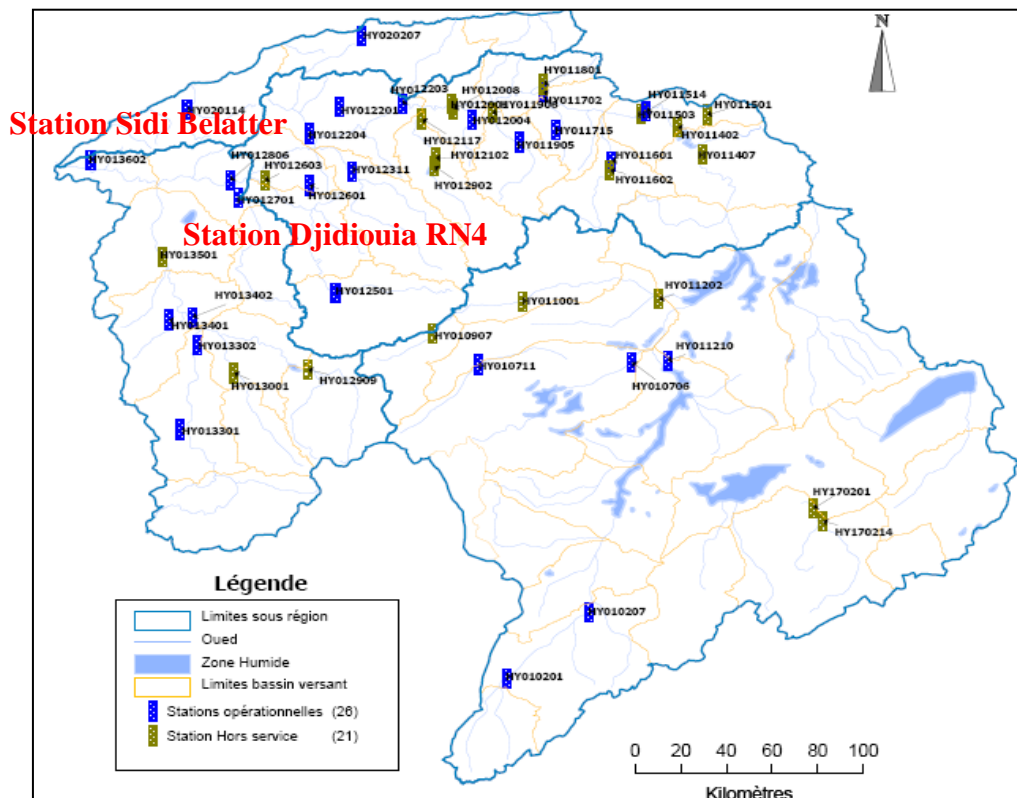 HY020207
N
HY011801
HY012203
HY012008
HY011514
HY011501
HY020114
HY012201
HY011702
HY011503
Station Sidi Belatter
HY012004
HY011402
HY012204
HY012117
HY011715
HY013602
HY012806
HY012603
HY012102
HY011905
HY011601
HY011407
HY012311
HY012902
HY011602
HY012701
HY012601
Station Djidiouia RN4
HY013501
HY012501
HY011001
HY011202
HY013402
HY013401
HY010907
HY013302
HY010711
HY011210
HY013001
HY012909
HY010706
HY013301
HY170201
HY170214
HY010207
HY010201
Légende
Limites sous région
Oued
Zone Humide
Limites bassin versant
Stations opérationnelles (26)
Station Hors service (21)
0 20 40 60 80 100
Kilomètres